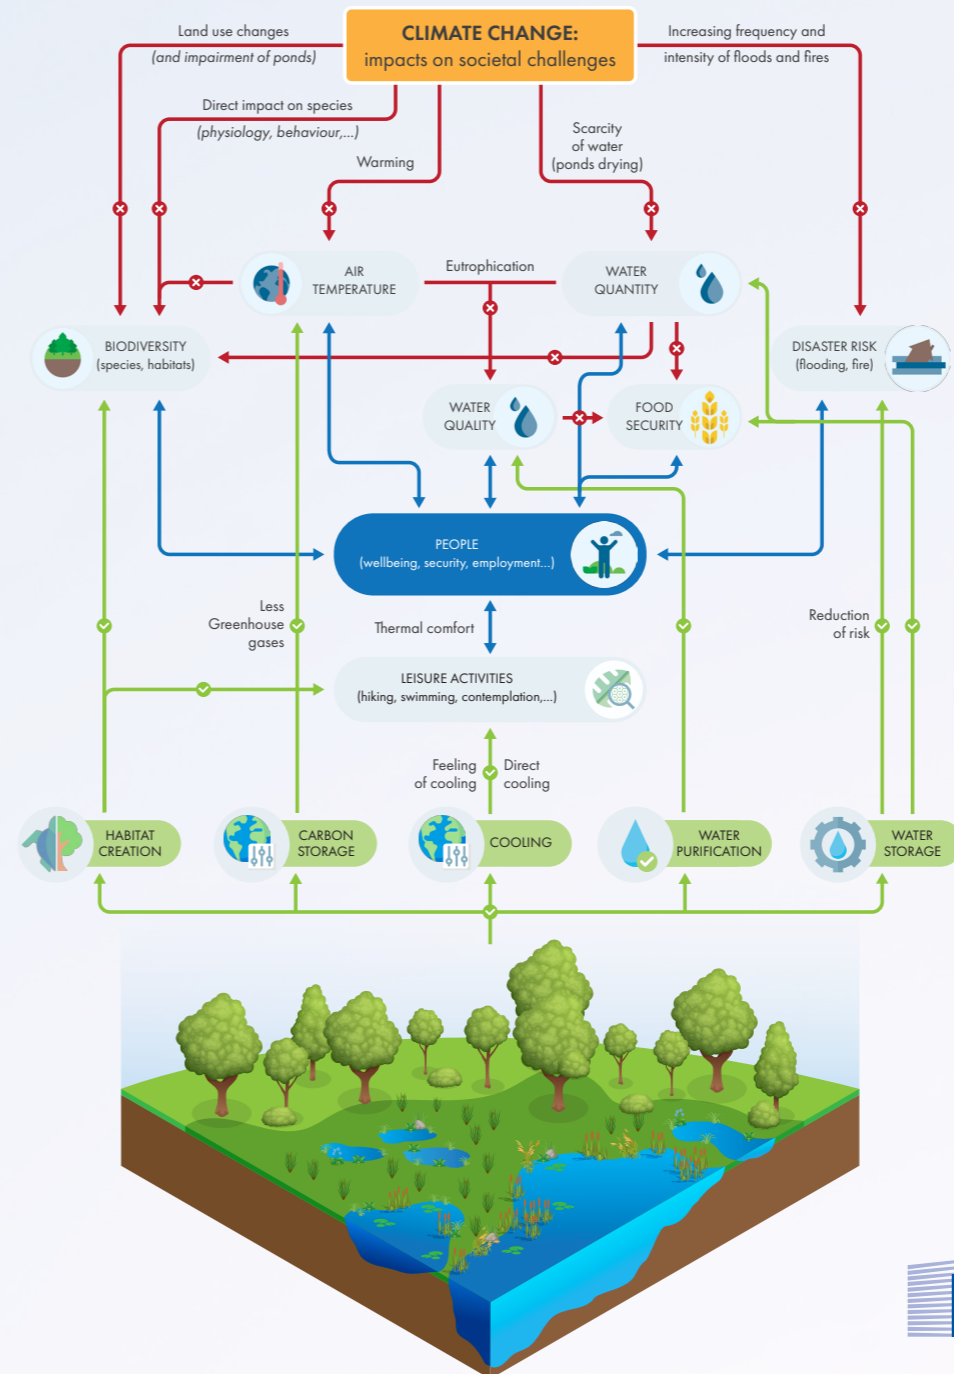 CLIMATE CHANGE:
impacts on societal challenges
Land use changes
(and impairment of ponds)
Increasing frequency and
intensity of floods and fires
Direct impact on species
(physiology, behaviour,...)
Warming
Scarcity
of water
(ponds drying)
AIR
TEMPERATURE
Eutrophication
WATER
QUANTITY
BIODIVERSITY
(species, habitats)
DISASTER RISK
(flooding, fire)
WATER
QUALITY
FOOD
SECURITY
PEOPLE
(wellbeing, security, employment...)
Less
Greenhouse
gases
Thermal comfort
Reduction
of risk
LEISURE ACTIVITIES
(hiking, swimming, contemplation,...)
Feeling
of cooling
Direct
cooling
HABITAT
CREATION
CARBON
STORAGE
COOLING
WATER
PURIFICATION
WATER
STORAGE